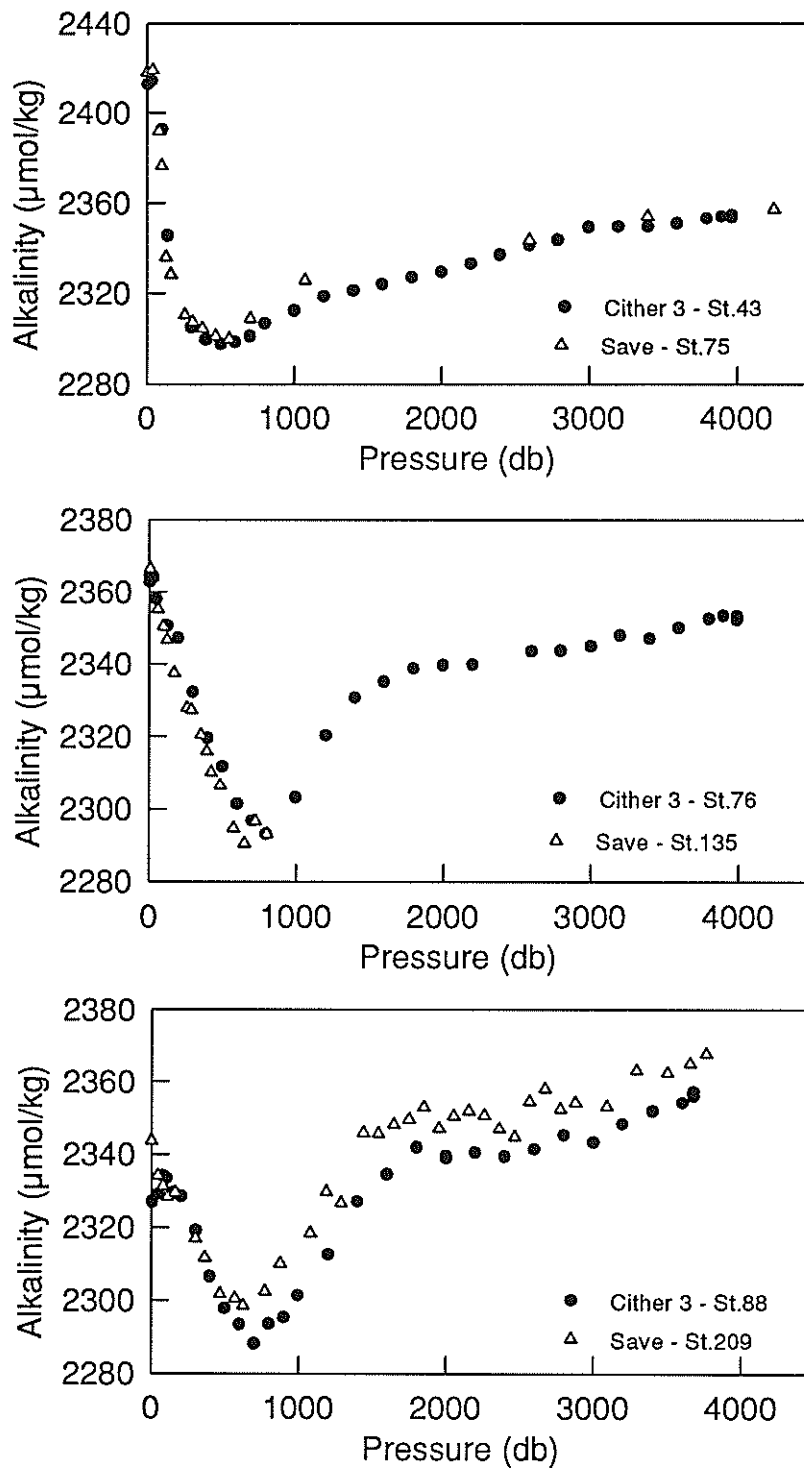 2440
2400
2360
2320
2280
Alkalinity (µmol/kg)
Cither 3 - St.43
Save - St.75
0 1000 2000 3000 4000
Pressure (db)
2380
2360
2340
2320
2300
2280
Alkalinity (µmol/kg)
Cither 3 - St.76
Save - St.135
0 1000 2000 3000 4000
Pressure (db)
2380
2360
2340
2320
2300
2280
Alkalinity (µmol/kg)
Cither 3 - St.88
Save - St.209
0 1000 2000 3000 4000
Pressure (db)